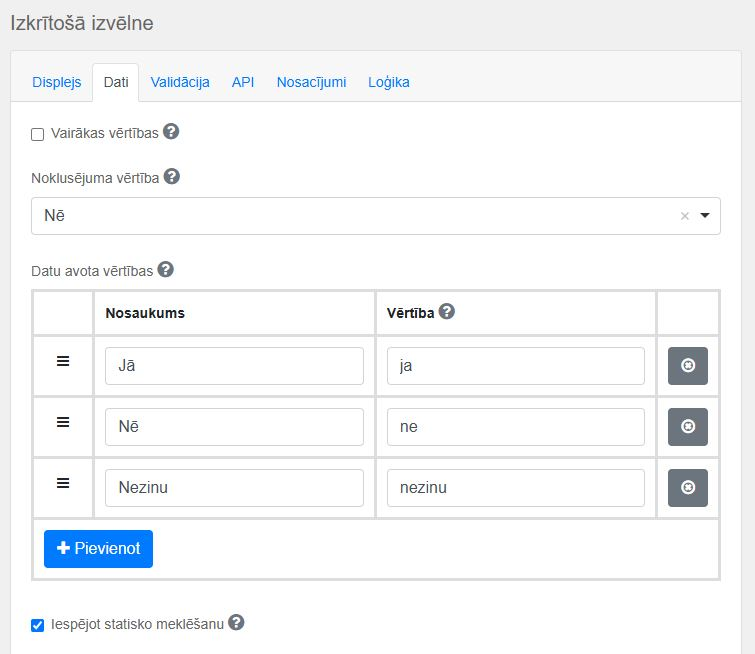 Izkrītošā izvēlne
Displejs Dati Validācija API Nosacījumi Loģika
Vairākas vērtības
Noklusējuma vērtība
Nē
Datu avota vērtības
Nosaukums Vērtība
Jā ja
Nē ne
Nezinu nezinu
Pievienot
Iespējot statisko meklēšanu